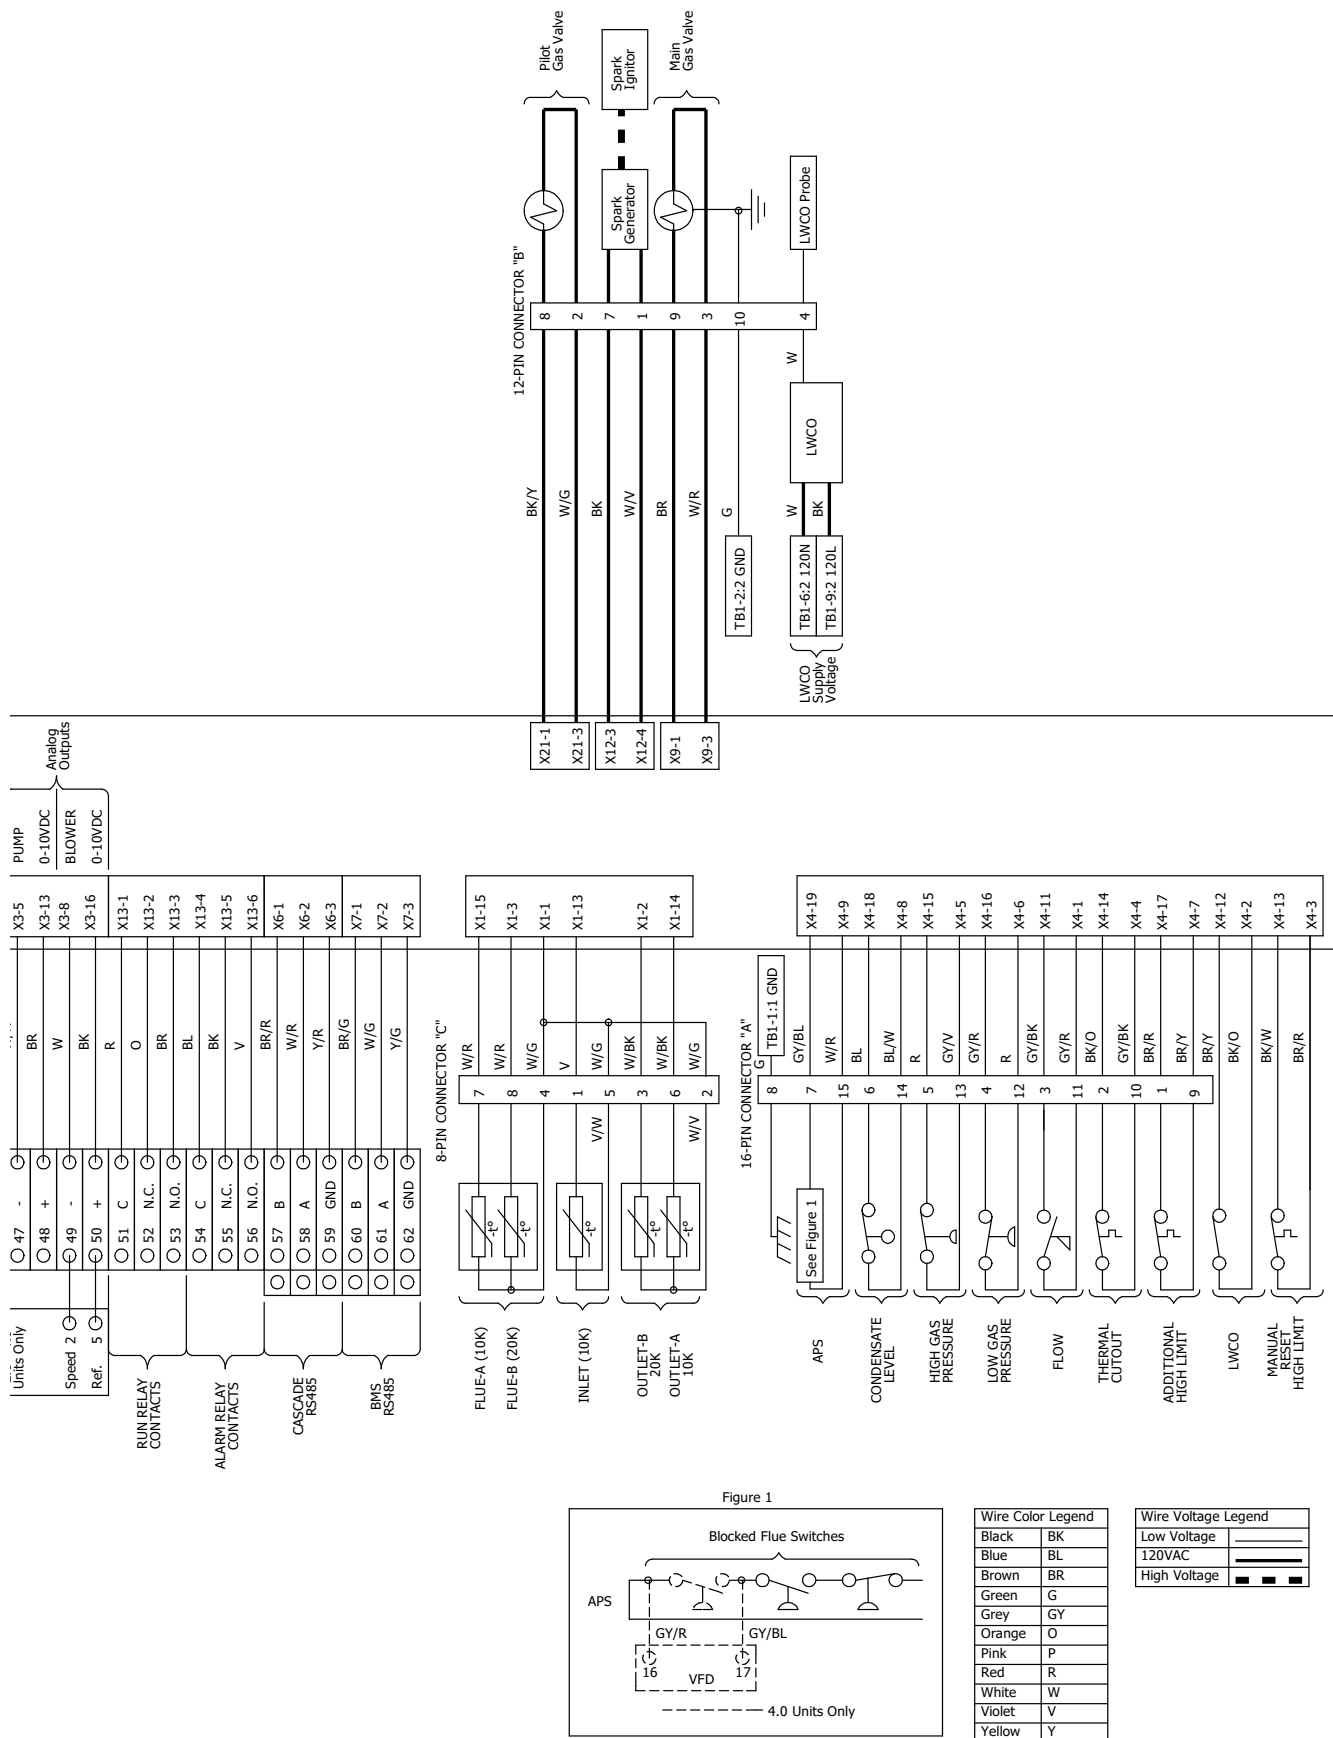 Pilot
Gas Valve
Spark
Ignitor
Main
Gas Valve
Spark
Generator
LWCO Probe
12-PIN CONNECTOR "B"
8
2
7
1
9
3
10
4
W
LWCO
BK/Y
W/G
BK
W/V
BR
W/R
G
W
BK
TB1-2:2 GND
TB1-6:2 120N
TB1-9:2 120L
LWCO
Supply
Voltage
X21-1
X21-3
X12-3
X12-4
X9-1
X9-3
Analog
Outputs
PUMP
0-10VDC
BLOWER
0-10VDC
X3-5
X3-13
X3-8
X3-16
X13-1
X13-2
X13-3
X13-4
X13-5
X13-6
X6-1
X6-2
X6-3
X7-1
X7-2
X7-3
BR
W
BK
R
O
BR
BL
BK
V
BR/R
W/R
Y/R
BR/G
W/G
Y/G
47 -
48 +
49 -
50 +
51 C
52 N.C.
53 N.O.
54 C
55 N.C.
56 N.O.
57 B
58 A
59 GND
60 B
61 A
62 GND
Units Only
Speed 2
Ref. 5
RUN RELAY
CONTACTS
ALARM RELAY
CONTACTS
CASCADE
RS485
BMS
RS485
X1-15
X1-3
X1-1
X1-13
X1-2
X1-14
8-PIN CONNECTOR "C"
W/R
W/R
W/G
V
W/G
W/BK
W/BK
W/G
7
8
4
1
5
3
6
2
V/W
W/V
-t°
-t°
-t°
-t°
-t°
FLUE-A (10K)
FLUE-B (20K)
INLET (10K)
OUTLET-B
20K
OUTLET-A
10K
X4-19
X4-9
X4-18
X4-8
X4-15
X4-5
X4-16
X4-6
X4-11
X4-1
X4-14
X4-4
X4-17
X4-7
X4-12
X4-2
X4-13
X4-3
16-PIN CONNECTOR "A"
TB1-1:1 GND
G
GY/BL
W/R
BL
BL/W
R
GY/V
GY/R
R
GY/BK
GY/R
BK/O
GY/BK
BR/R
BR/Y
BR/Y
BK/O
BK/W
BR/R
8
7
15
6
14
5
13
4
12
3
11
2
10
1
9
See Figure 1
APS
CONDENSATE
LEVEL
HIGH GAS
PRESSURE
LOW GAS
PRESSURE
FLOW
THERMAL
CUTOUT
ADDITIONAL
HIGH LIMIT
LWCO
MANUAL
RESET
HIGH LIMIT
Figure 1
Blocked Flue Switches
APS
GY/R
GY/BL
16
VFD
17
4.0 Units Only
Wire Color Legend
Black BK
Blue BL
Brown BR
Green G
Grey GY
Orange O
Pink P
Red R
White W
Violet V
Yellow Y
Wire Voltage Legend
Low Voltage
120VAC
High Voltage